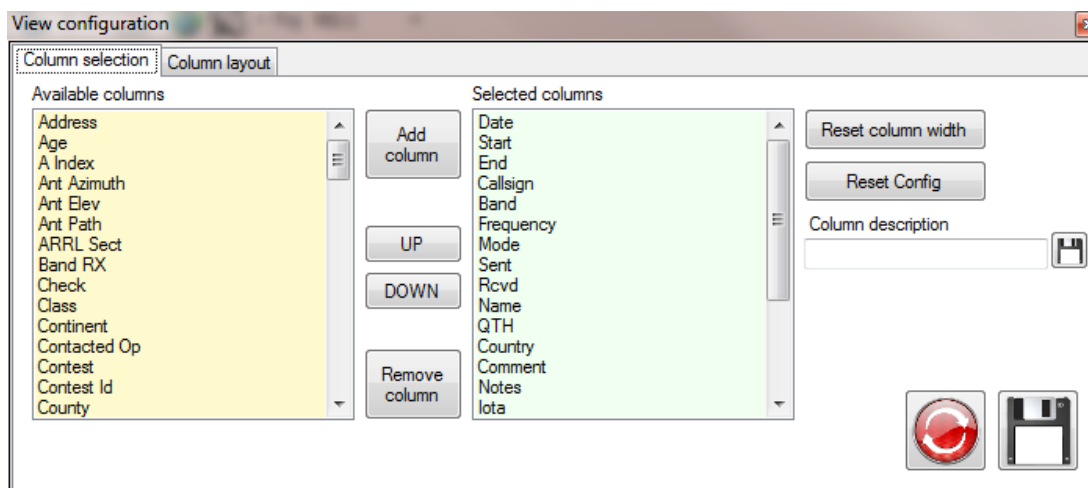 View configuration
Column selection
Column layout
Available columns
Address
Age
A Index
Ant Azimuth
Ant Elev
Ant Path
ARRL Sect
Band RX
Check
Class
Continent
Contacted Op
Contest
Contest Id
County
Add
column
UP
DOWN
Remove
column
Selected columns
Date
Start
End
Callsign
Band
Frequency
Mode
Sent
Rcvd
Name
QTH
Country
Comment
Notes
Iota
Reset column width
Reset Config
Column description